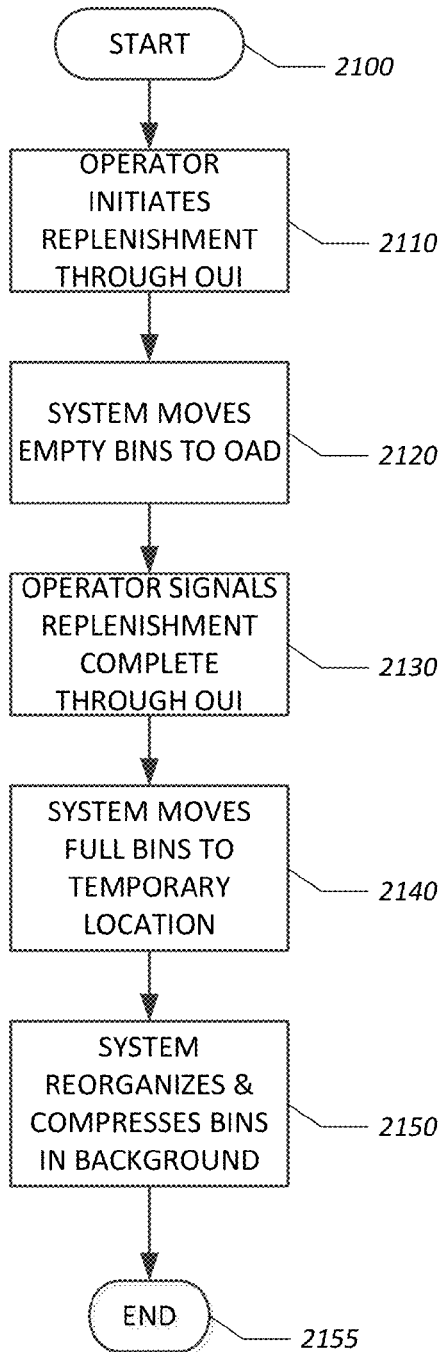 START
2100
OPERATOR
INITIATES
REPLENISHMENT
THROUGH OUI
2110
SYSTEM MOVES
EMPTY BINS TO OAD
2120
OPERATOR SIGNALS
REPLENISHMENT
COMPLETE
THROUGH OUI
2130
SYSTEM MOVES
FULL BINS TO
TEMPORARY
LOCATION
2140
SYSTEM
REORGANIZES &
COMPRESSES BINS
IN BACKGROUND
2150
END
2155